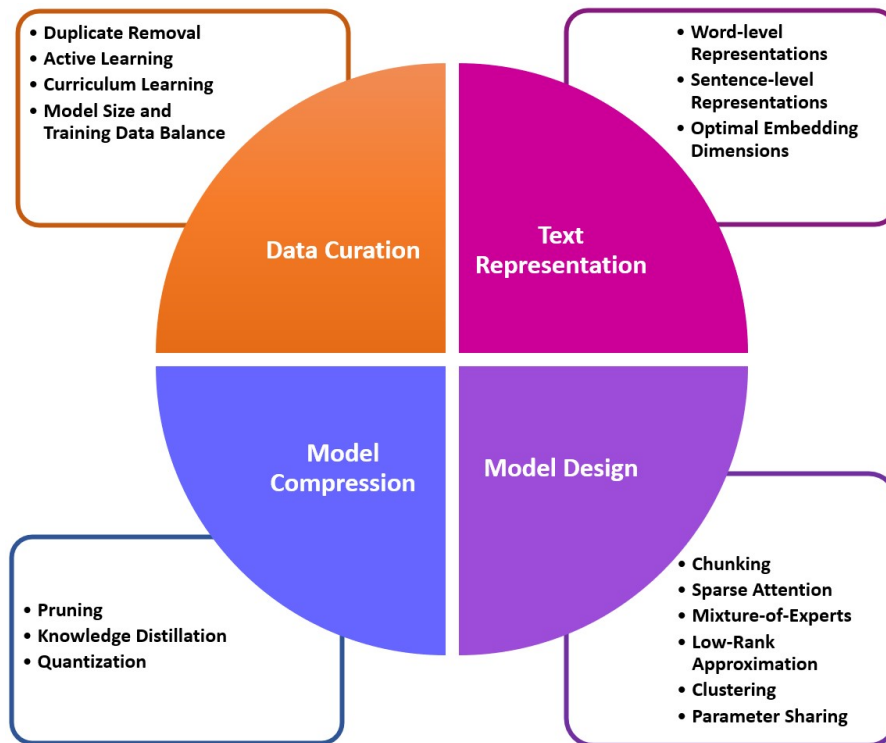 • Duplicate Removal
• Active Learning
• Curriculum Learning
• Model Size and
Training Data Balance
• Word-level
Representations
• Sentence-level
Representations
• Optimal Embedding
Dimensions
Data Curation
Text
Representation
Model
Compression
Model Design
• Pruning
• Knowledge Distillation
• Quantization
• Chunking
• Sparse Attention
• Mixture-of-Experts
• Low-Rank
Approximation
• Clustering
• Parameter Sharing